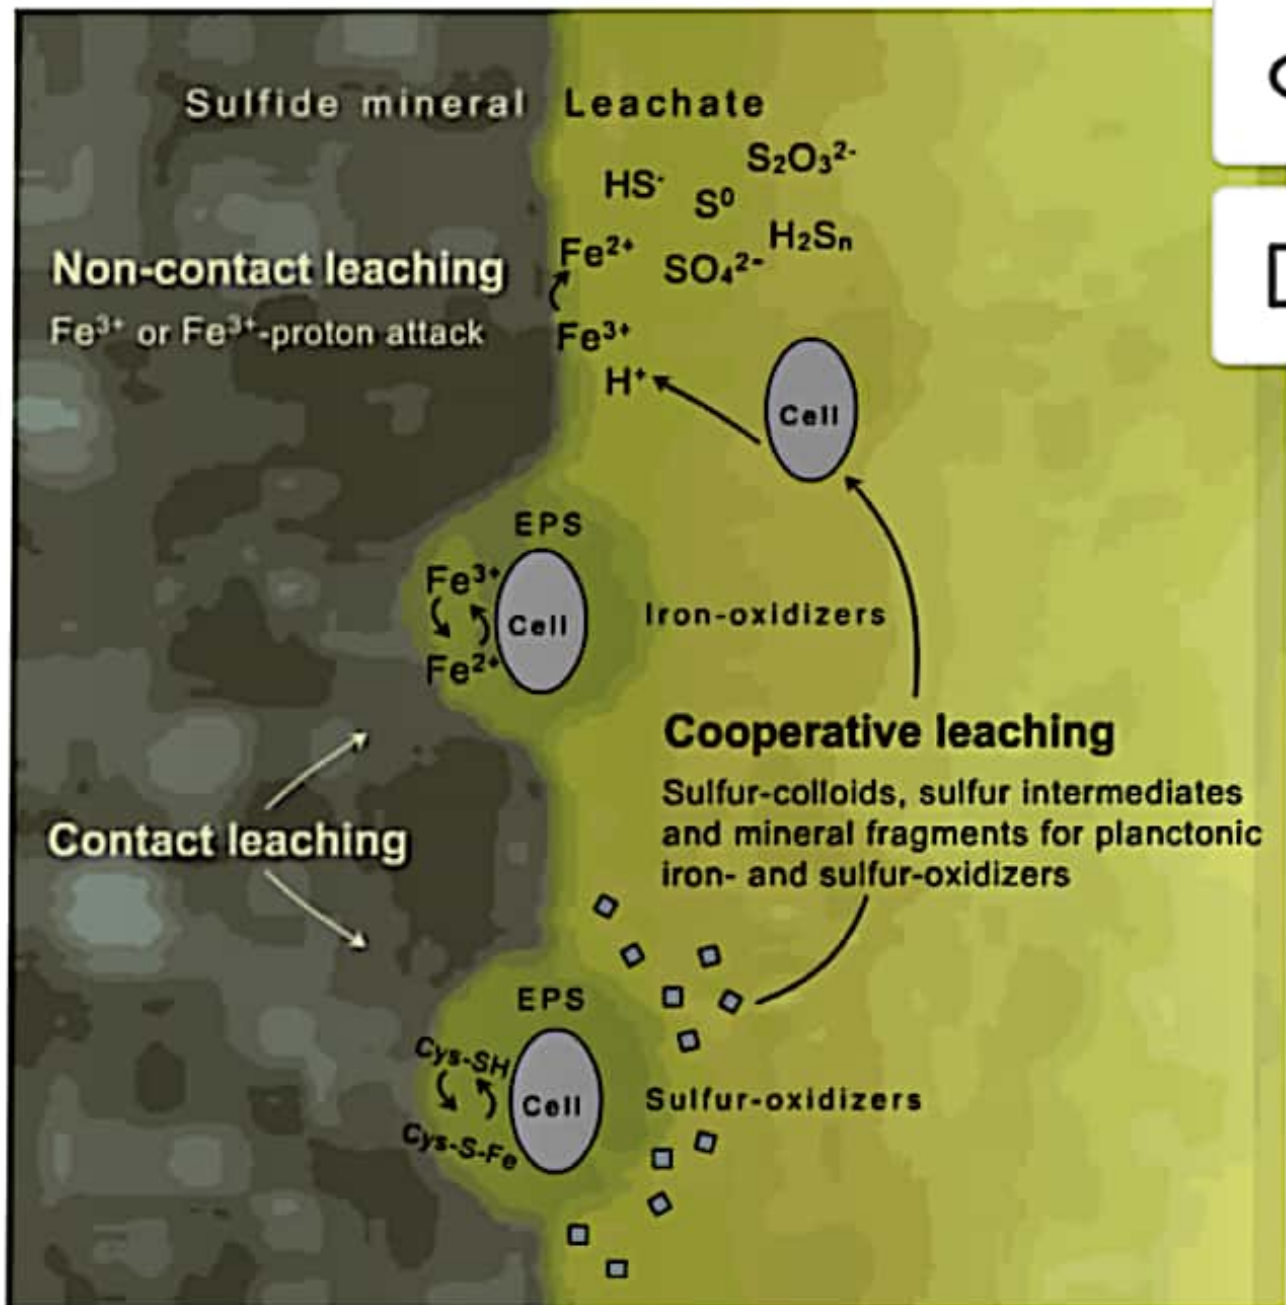 Sulfide mineral
Leachate
S₂O₃²⁻
HS·
S⁰
Fe²⁺
SO₄²⁻
H₂Sₙ
Non-contact leaching
Fe³⁺ or Fe³⁺-proton attack
Fe³⁺
H⁺
Cell
EPS
Fe³⁺
Cell
Fe²⁺
Iron-oxidizers
Cooperative leaching
Sulfur-colloids, sulfur intermediates
and mineral fragments for planctonic
iron- and sulfur-oxidizers
Contact leaching
EPS
Cys-SH
Cell
Cys-S-Fe
Sulfur-oxidizers